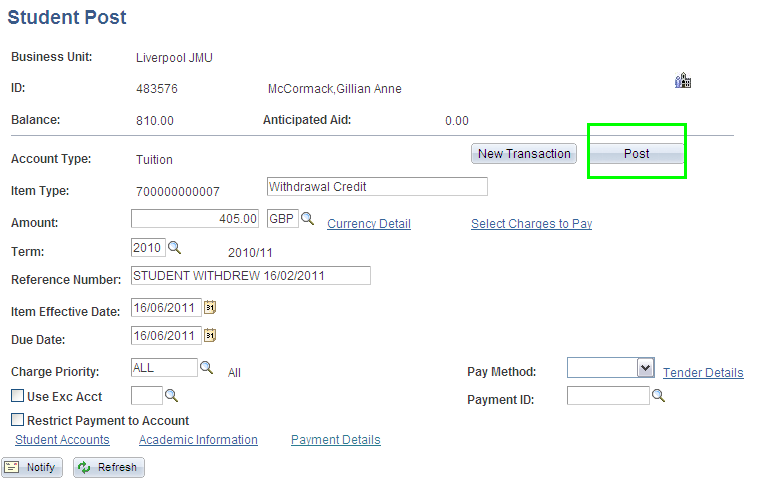 Student Post
Business Unit: Liverpool JMU
ID: 483576 McCormack,Gillian Anne
Balance: 810.00 Anticipated Aid: 0.00
Account Type: Tuition New Transaction Post
Item Type: 700000000007 Withdrawal Credit
Amount: 405.00 GBP Currency Detail Select Charges to Pay
Term: 2010 2010/11
Reference Number: STUDENT WITHDREW 16/02/2011
Item Effective Date: 16/06/2011 31
Due Date: 16/06/2011 31
Charge Priority: ALL All Pay Method: Tender Details
Use Exc Acct Payment ID:
Restrict Payment to Account
Student Accounts Academic Information Payment Details
Notify Refresh